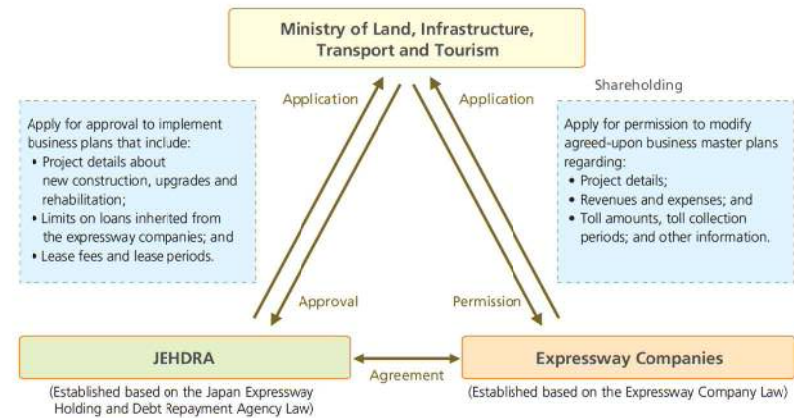 Ministry of Land, Infrastructure,
Transport and Tourism
Shareholding
Application
Application
Apply for approval to implement
business plans that include:
• Project details about
new construction, upgrades and
rehabilitation;
• Limits on loans inherited from
the expressway companies; and
• Lease fees and lease periods.
Apply for permission to modify
agreed-upon business master plans
regarding:
• Project details;
• Revenues and expenses; and
• Toll amounts, toll collection
periods; and other information.
Approval
Permission
JEHDRA
Agreement
Expressway Companies
(Established based on the Japan Expressway
Holding and Debt Repayment Agency Law)
(Established based on the Expressway Company Law)